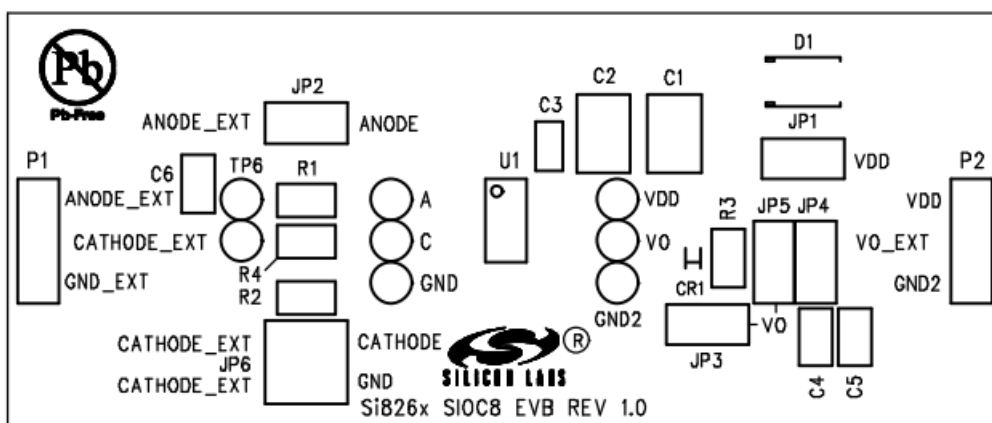 Pb
Pb-Free
P1
ANODE_EXT
CATHODE_EXT
GND_EXT
C6
ANODE_EXT
JP2
ANODE
TP6
R1
R4
R2
A
C
GND
CATHODE_EXT
JP6
CATHODE_EXT
CATHODE
GND
SILICON LABS
®
Si826x SIOC8 EVB REV 1.0
U1
C3
C2
C1
VDD
VO
GND2
D1
JP1
VDD
R3
JP5
JP4
CR1
JP3
VO
C4
C5
P2
VDD
VO_EXT
GND2